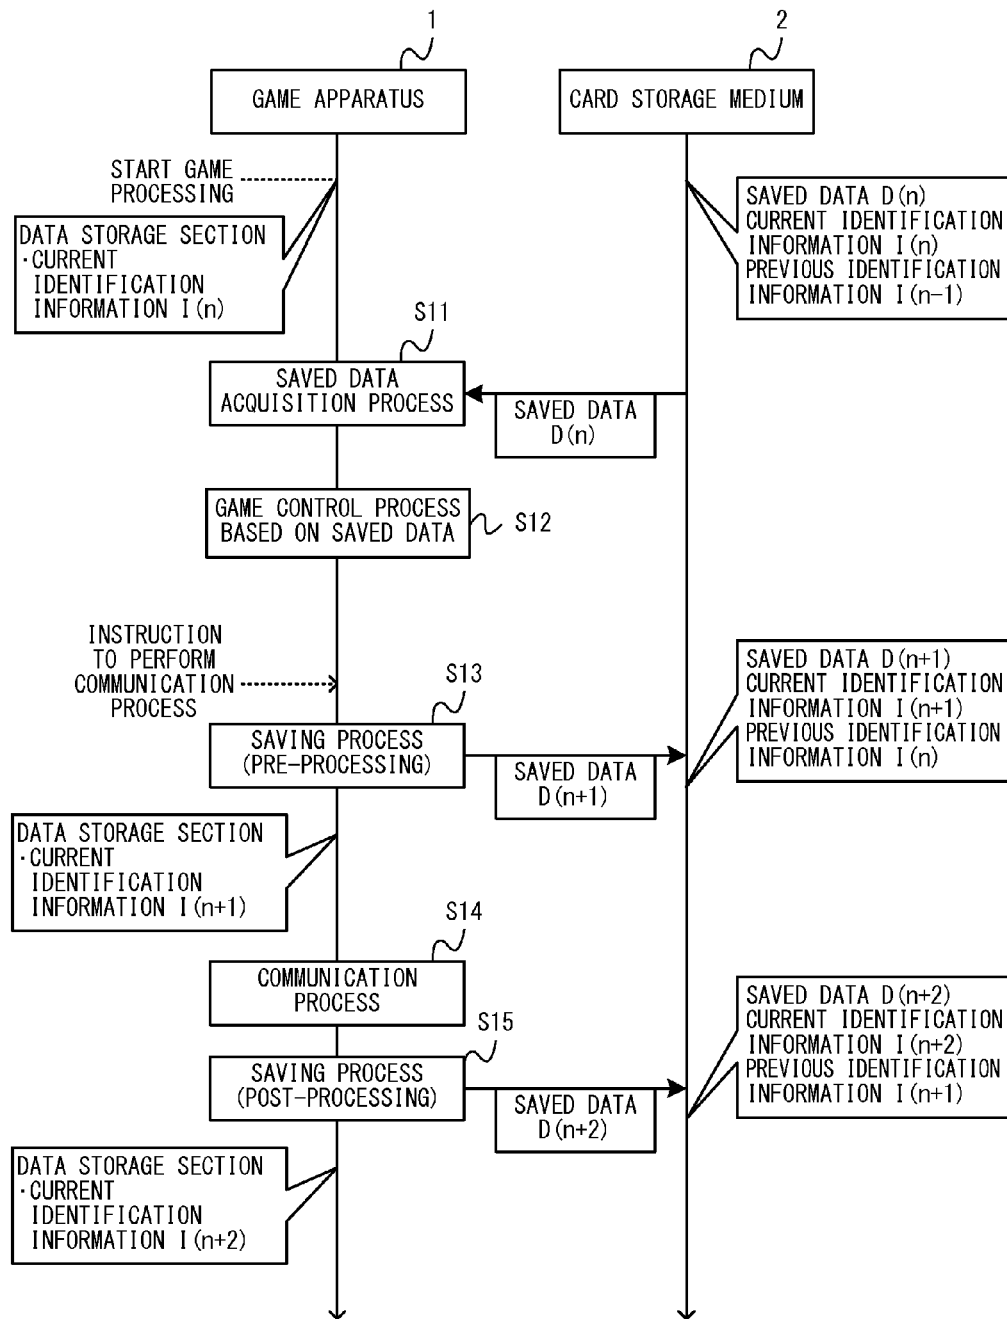 1
2
GAME APPARATUS
CARD STORAGE MEDIUM
START GAME
PROCESSING
DATA STORAGE SECTION
·CURRENT
IDENTIFICATION
INFORMATION I(n)
SAVED DATA D(n)
CURRENT IDENTIFICATION
INFORMATION I(n)
PREVIOUS IDENTIFICATION
INFORMATION I(n-1)
S11
SAVED DATA
ACQUISITION PROCESS
SAVED DATA
D(n)
GAME CONTROL PROCESS
BASED ON SAVED DATA
S12
INSTRUCTION
TO PERFORM
COMMUNICATION
PROCESS
S13
SAVING PROCESS
(PRE-PROCESSING)
SAVED DATA
D(n+1)
SAVED DATA D(n+1)
CURRENT IDENTIFICATION
INFORMATION I(n+1)
PREVIOUS IDENTIFICATION
INFORMATION I(n)
DATA STORAGE SECTION
·CURRENT
IDENTIFICATION
INFORMATION I(n+1)
S14
COMMUNICATION
PROCESS
S15
SAVING PROCESS
(POST-PROCESSING)
SAVED DATA
D(n+2)
SAVED DATA D(n+2)
CURRENT IDENTIFICATION
INFORMATION I(n+2)
PREVIOUS IDENTIFICATION
INFORMATION I(n+1)
DATA STORAGE SECTION
·CURRENT
IDENTIFICATION
INFORMATION I(n+2)